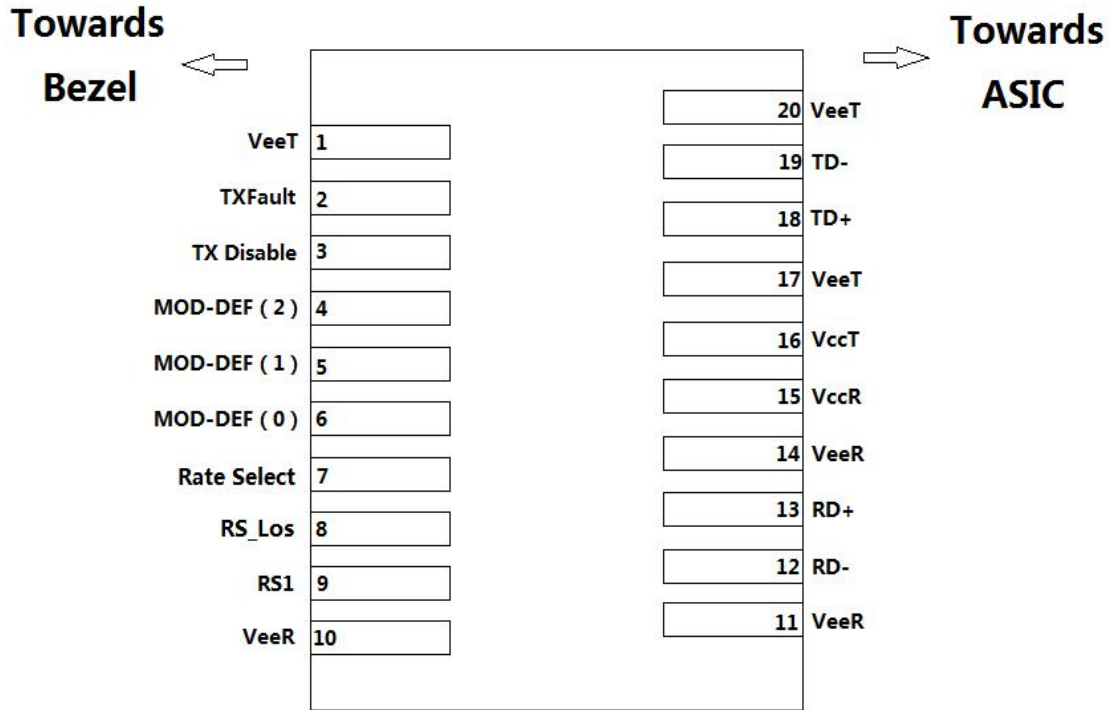 Towards
Bezel
Towards
ASIC
VeeT 1
TXFault 2
TX Disable 3
MOD-DEF ( 2 ) 4
MOD-DEF ( 1 ) 5
MOD-DEF ( 0 ) 6
Rate Select 7
RS_Los 8
RS1 9
VeeR 10
20 VeeT
19 TD-
18 TD+
17 VeeT
16 VccT
15 VccR
14 VeeR
13 RD+
12 RD-
11 VeeR